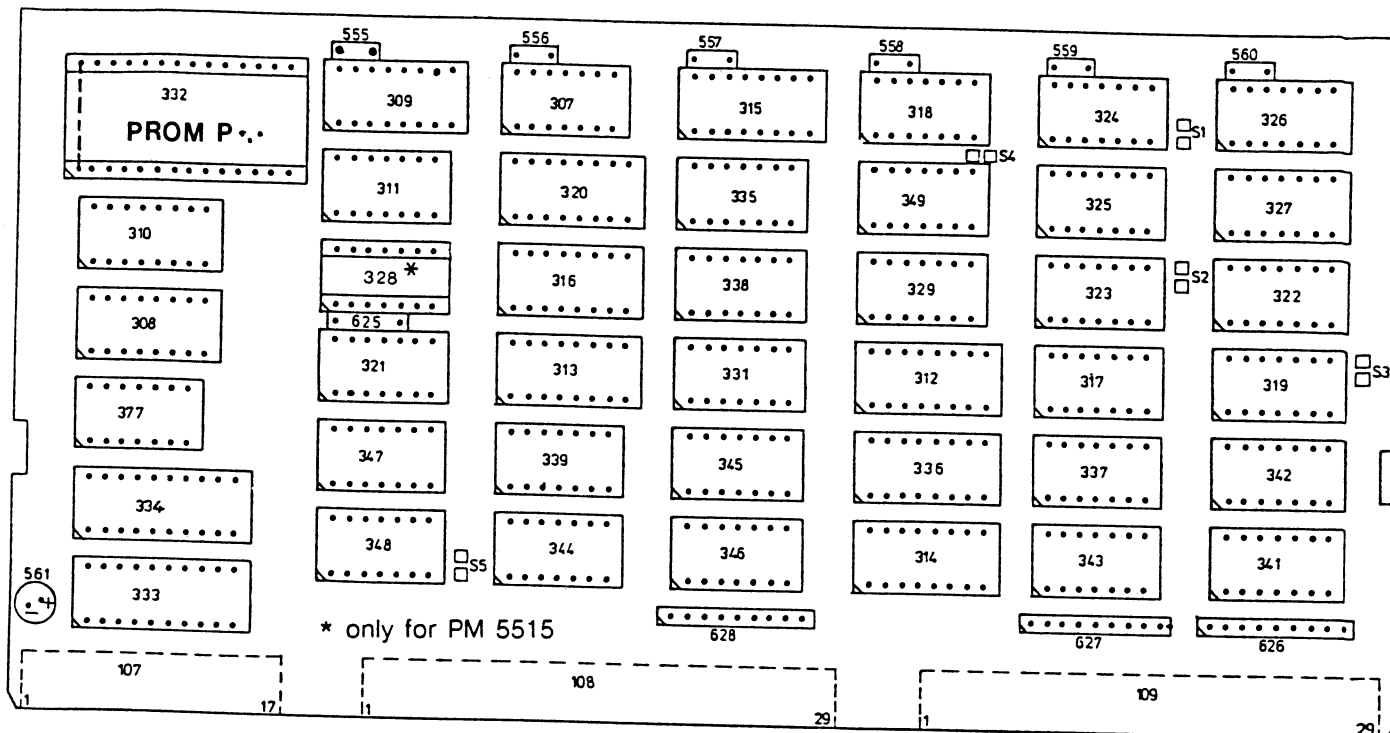 555 556 557 558 559 560
332 309 307 315 318 324 326
PROM P
S1
S4
311 320 335 349 325 327
310
328 * 316 338 329 323 S2 322
308 625
321 313 331 312 317 319 S3
377
347 339 345 336 337 342
334
348 S5 344 346 314 343 341
561
333
- +
* only for PM 5515
628 627 626
107 108 109
1 17 1 29 1 29